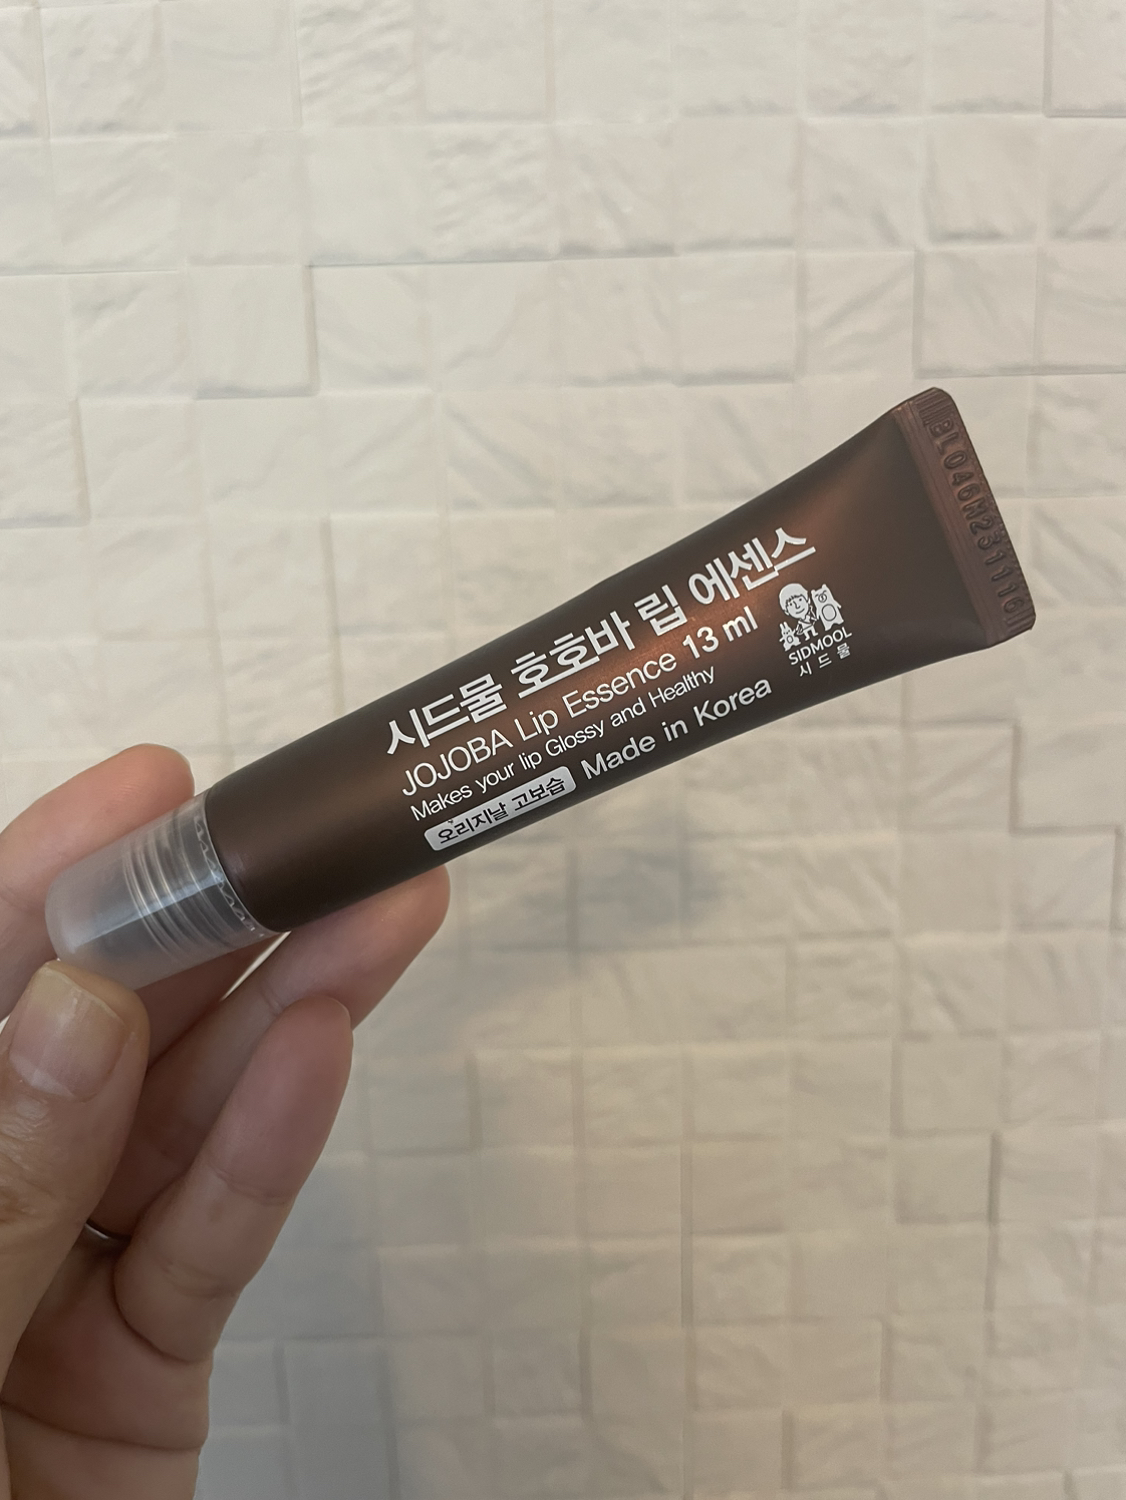 시드물 호호바 립 에센스
JOJOBA Lip Essence 13 ml
Makes your lip Glossy and Healthy
오리지날 고보습 Made in Korea
SIDMOOL
시드물
BL046N231116